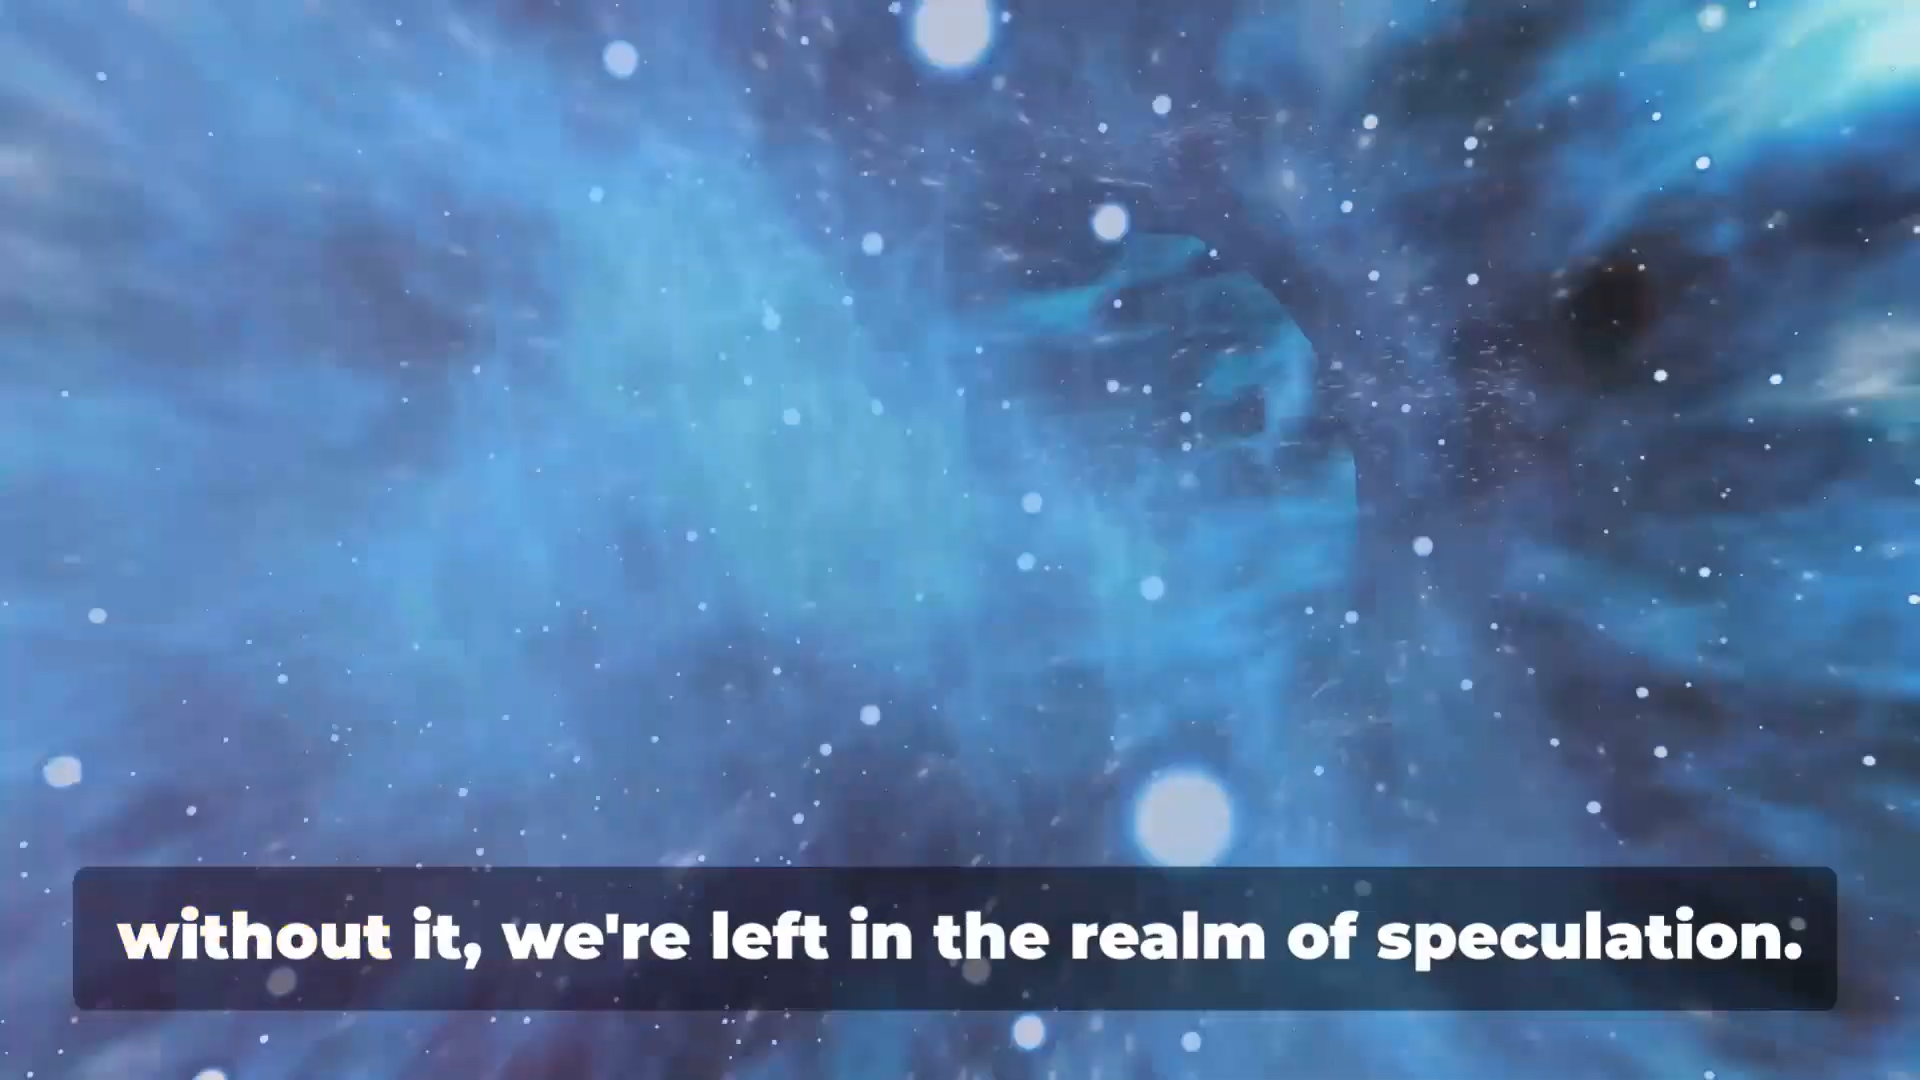 without it, we're left in the realm of speculation.